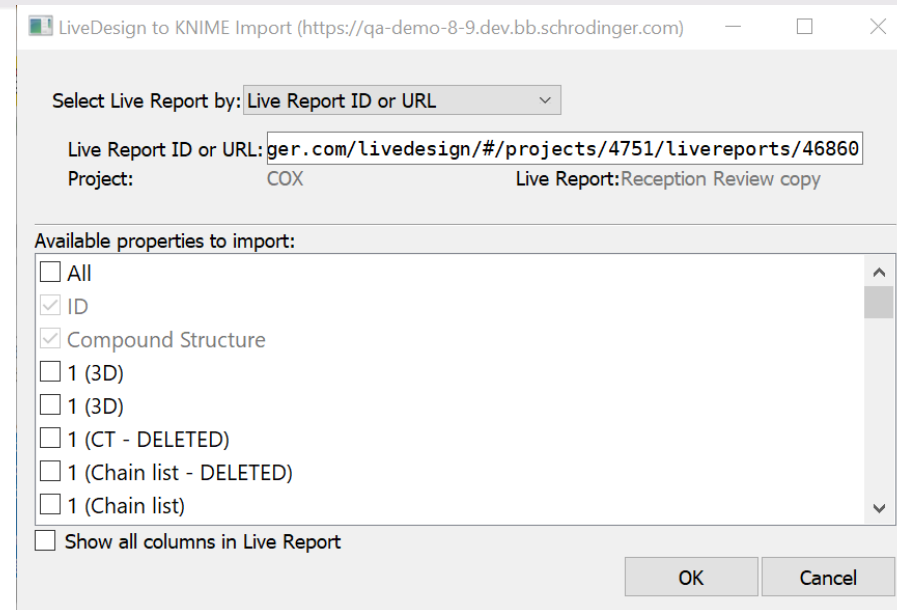 LiveDesign to KNIME Import (https://qa-demo-8-9.dev.bb.schrodinger.com)
Select Live Report by: Live Report ID or URL
Live Report ID or URL: ger.com/livedesign/#/projects/4751/livereports/46860
Project: COX Live Report: Reception Review copy
Available properties to import:
All
ID
Compound Structure
1 (3D)
1 (3D)
1 (CT - DELETED)
1 (Chain list - DELETED)
1 (Chain list)
Show all columns in Live Report
OK Cancel